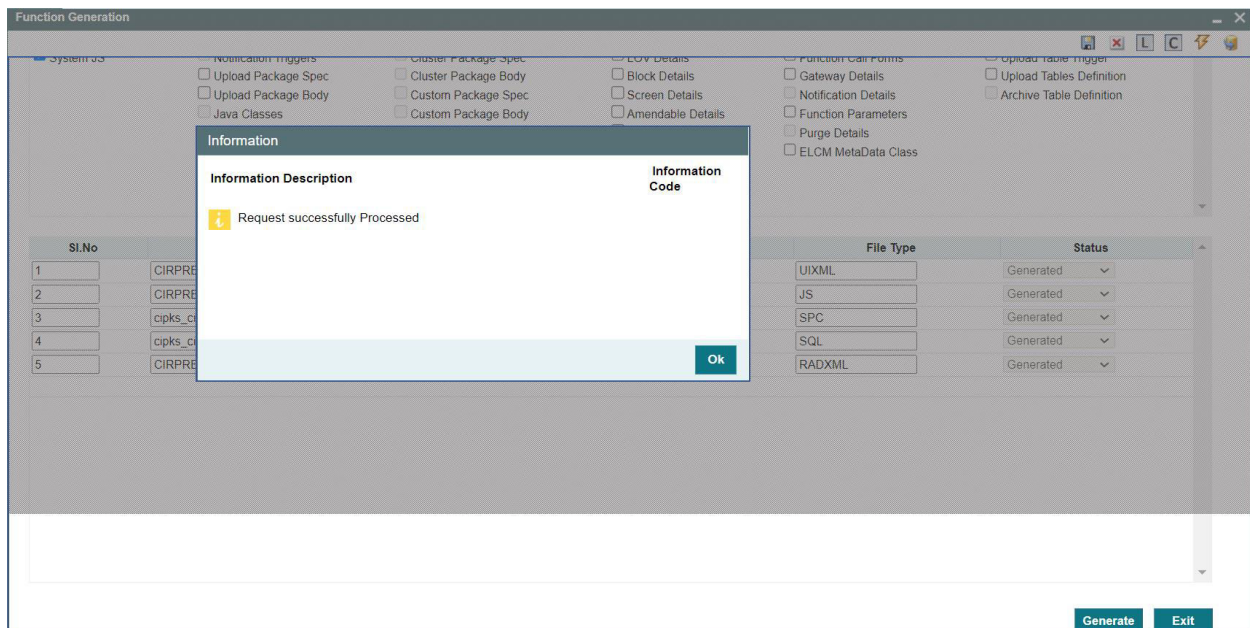 Function Generation
L C
System JS Notification Triggers Cluster Package Spec LOV Details Function Call Forms Upload Table Trigger
Upload Package Spec Cluster Package Body Block Details Gateway Details Upload Tables Definition
Upload Package Body Custom Package Spec Screen Details Notification Details Archive Table Definition
Java Classes Custom Package Body Amendable Details Function Parameters
Purge Details
ELCM MetaData Class
Information
Information Description Information
Code
Request successfully Processed
Ok
Sl.No File Type Status
1 CIRPRE UIXML Generated
2 CIRPRE JS Generated
3 cipks_ci SPC Generated
4 cipks_ci SQL Generated
5 CIRPRE RADXML Generated
Generate Exit